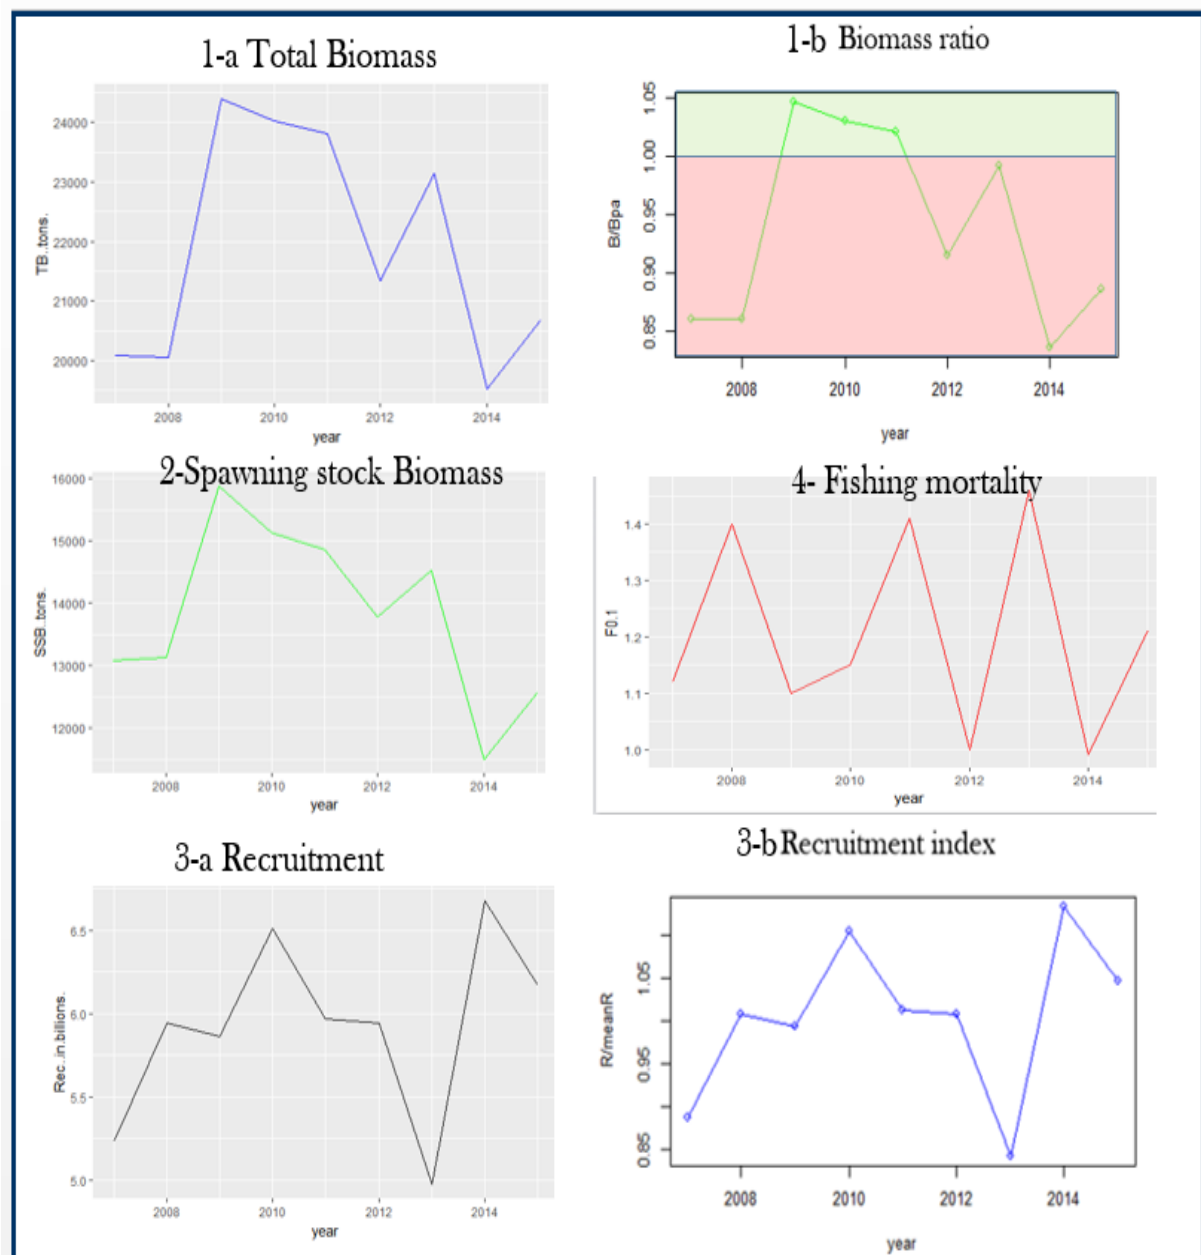 1-a Total Biomass
TB..tons.
24000
23000
22000
21000
20000
2008
2010
2012
2014
year
1-b Biomass ratio
B/Bpa
1.05
1.00
0.95
0.90
0.85
2008
2010
2012
2014
year
2-Spawning stock Biomass
SSB..tons.
16000
15000
14000
13000
12000
2008
2010
2012
2014
year
4- Fishing mortality
F0.1
1.4
1.3
1.2
1.1
1.0
2008
2010
2012
2014
year
3-a Recruitment
Rec..in.billions.
6.5
6.0
5.5
5.0
2008
2010
2012
2014
year
3-b Recruitment index
R/meanR
1.05
0.95
0.85
2008
2010
2012
2014
year